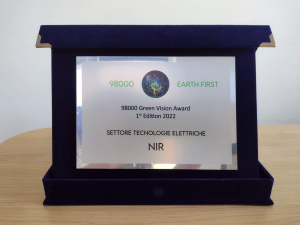 98000 EARTH FIRST
98000 Green Vision Award
1st Edition 2022
SETTORE TECNOLOGIE ELETTRICHE
NIR